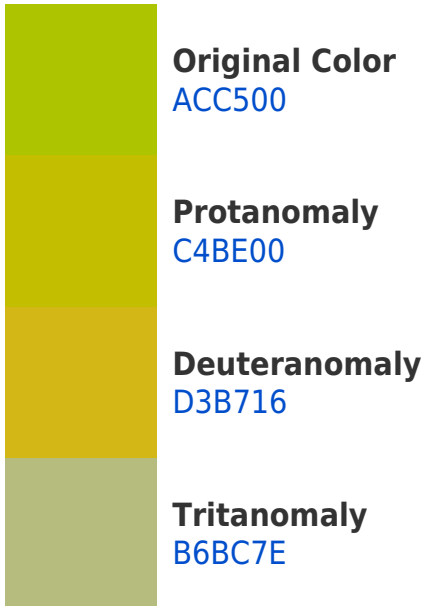 Original Color
ACC500
Protanomaly
C4BE00
Deuteranomaly
D3B716
Tritanomaly
B6BC7E